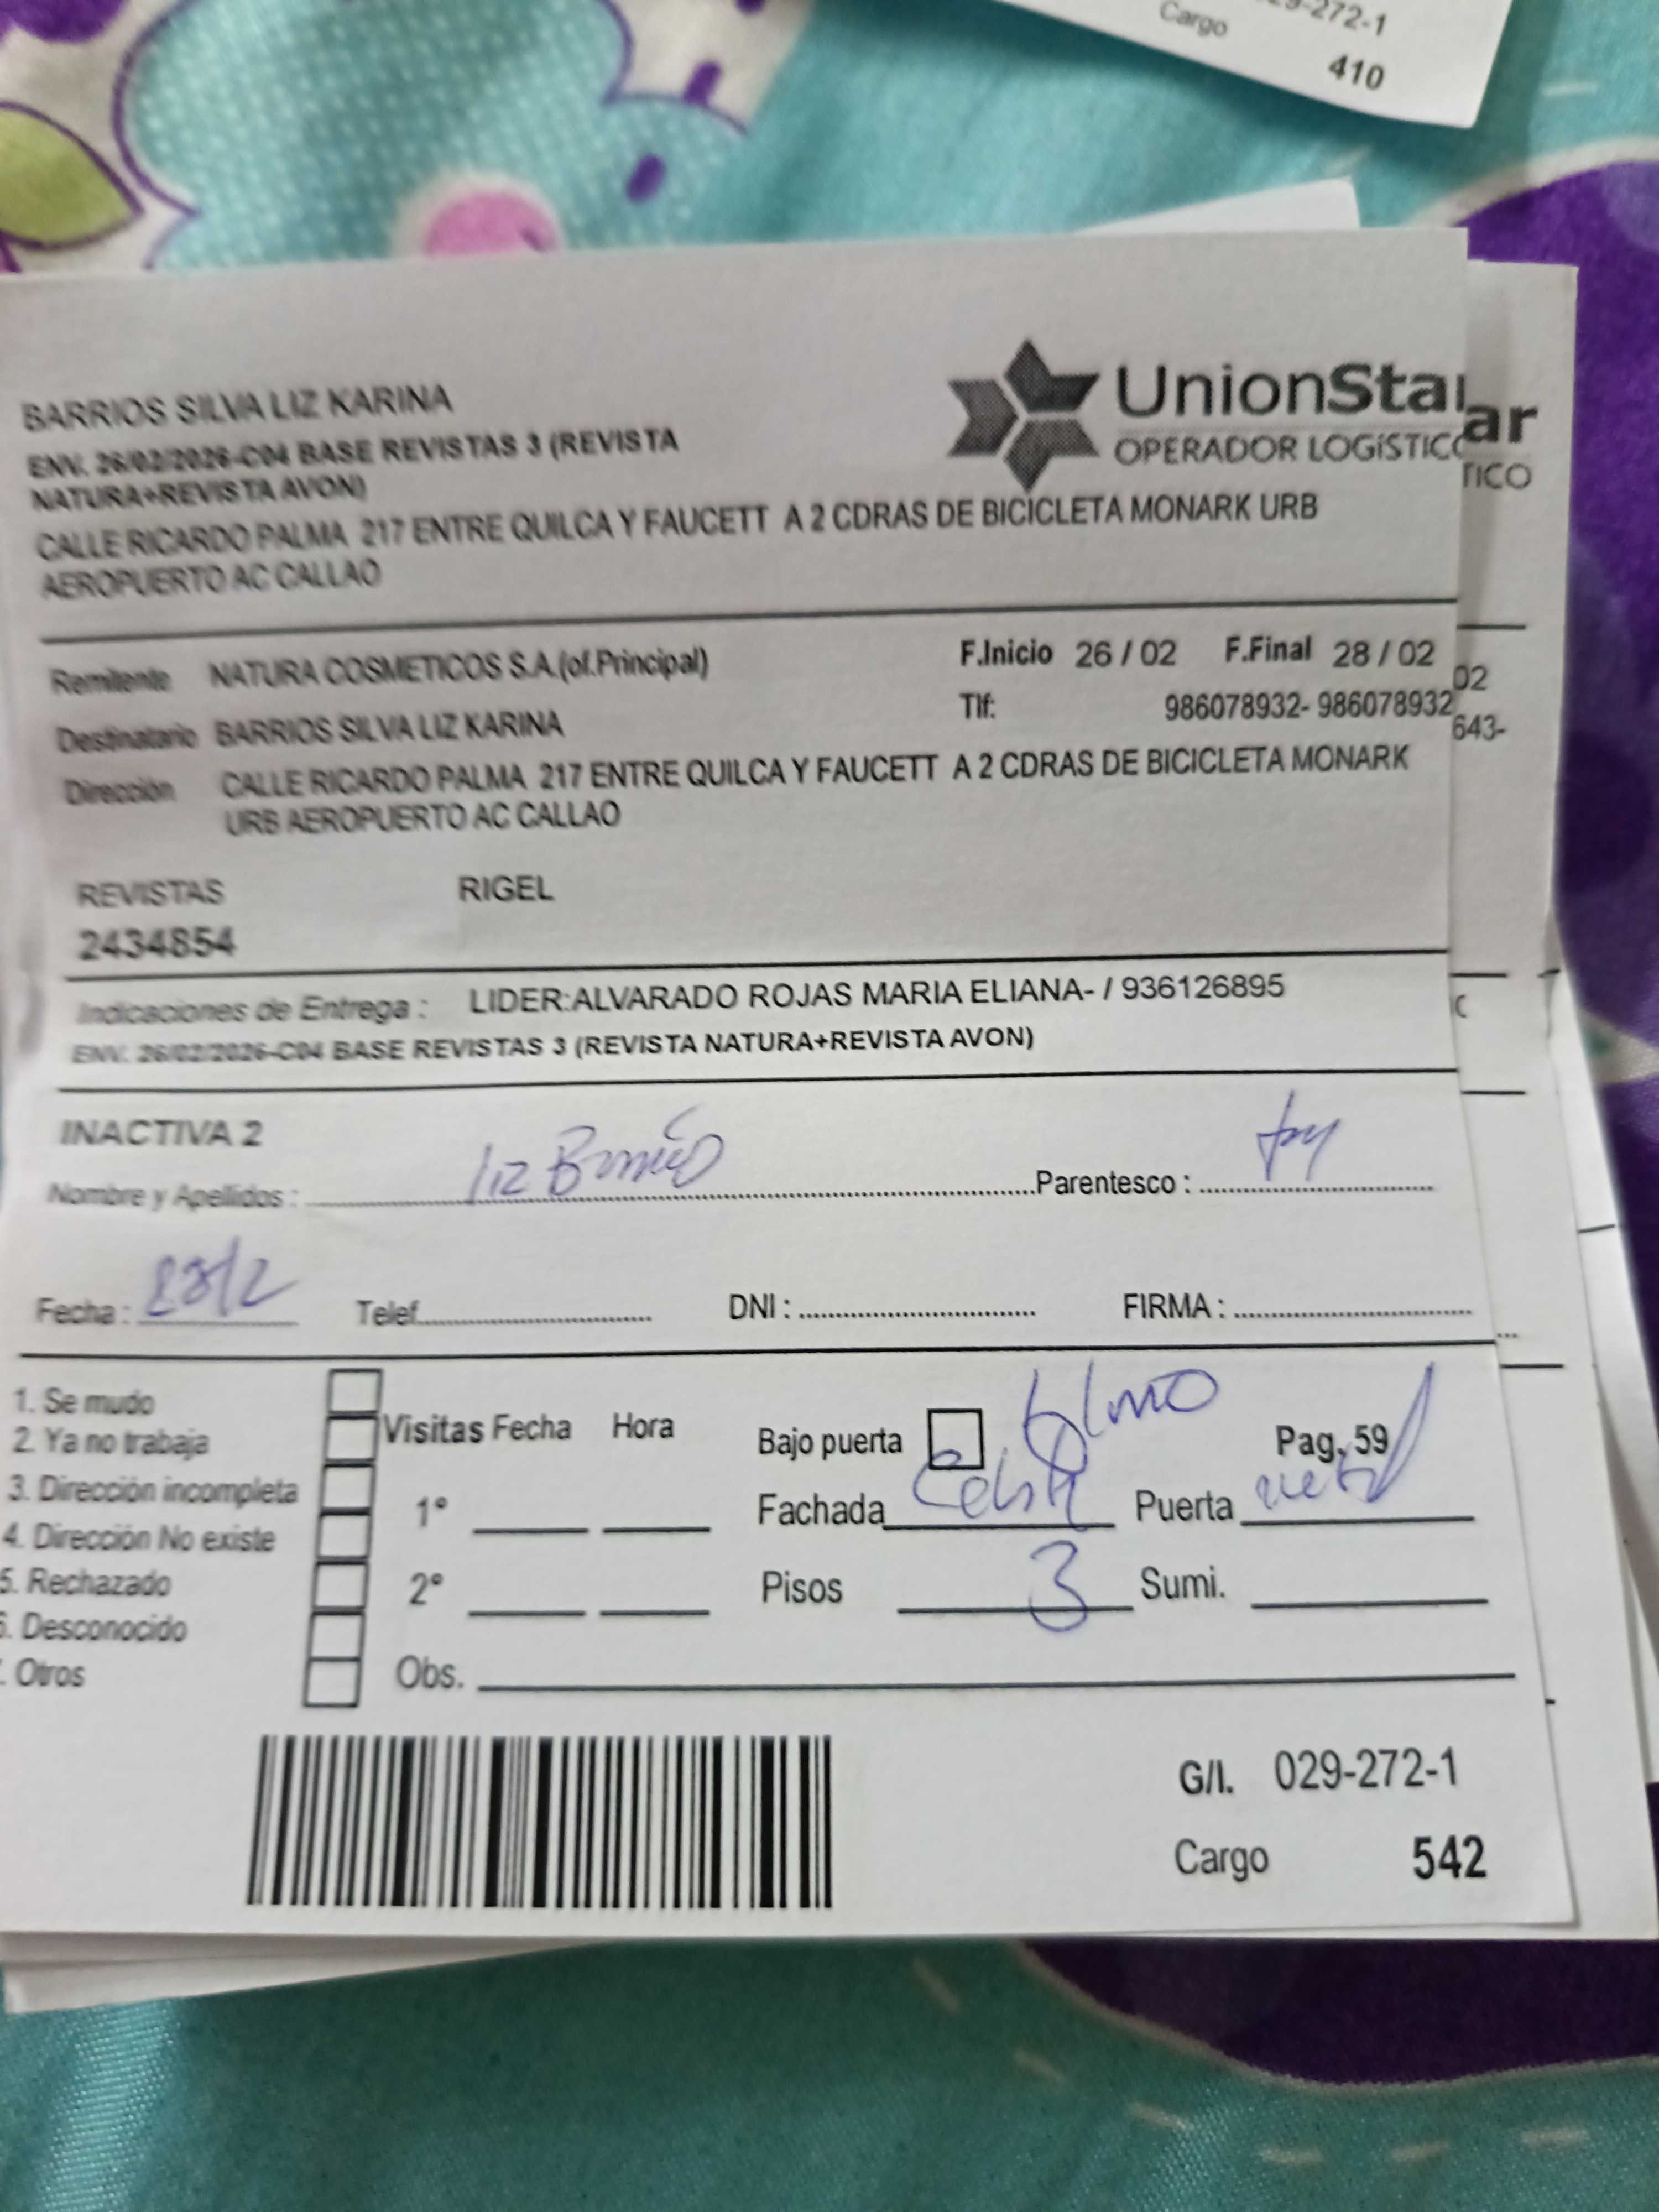 29-272-1
Cargo
410
BARRIOS SILVA LIZ KARINA
ENV. 26/02/2026-C04 BASE REVISTAS 3 (REVISTA
NATURA+REVISTA AVON)
CALLE RICARDO PALMA 217 ENTRE QUILCA Y FAUCETT A 2 CDRAS DE BICICLETA MONARK URB
AEROPUERTO AC CALLAO
UnionStar
OPERADOR LOGÍSTICO
ar
TICO
Remitente NATURA COSMETICOS S.A.(of.Principal) F.Inicio 26 / 02 F.Final 28 / 02
02
Destinatario BARRIOS SILVA LIZ KARINA Tlf: 986078932- 986078932
643-
Dirección CALLE RICARDO PALMA 217 ENTRE QUILCA Y FAUCETT A 2 CDRAS DE BICICLETA MONARK
URB AEROPUERTO AC CALLAO
REVISTAS RIGEL
2434854
Indicaciones de Entrega : LIDER:ALVARADO ROJAS MARIA ELIANA- / 936126895
ENV. 26/02/2026-C04 BASE REVISTAS 3 (REVISTA NATURA+REVISTA AVON)
INACTIVA 2
Nombre y Apellidos : Liz Barrios Parentesco :
Fecha : 28/2 Telef. DNI : FIRMA :
1. Se mudo
2. Ya no trabaja
3. Dirección incompleta
4. Dirección No existe
5. Rechazado
6. Desconocido
. Otros
Visitas Fecha Hora
1°
2°
Obs.
Bajo puerta Pag. 59
Fachada Puerta
Pisos 3 Sumi.
G/I. 029-272-1
Cargo 542